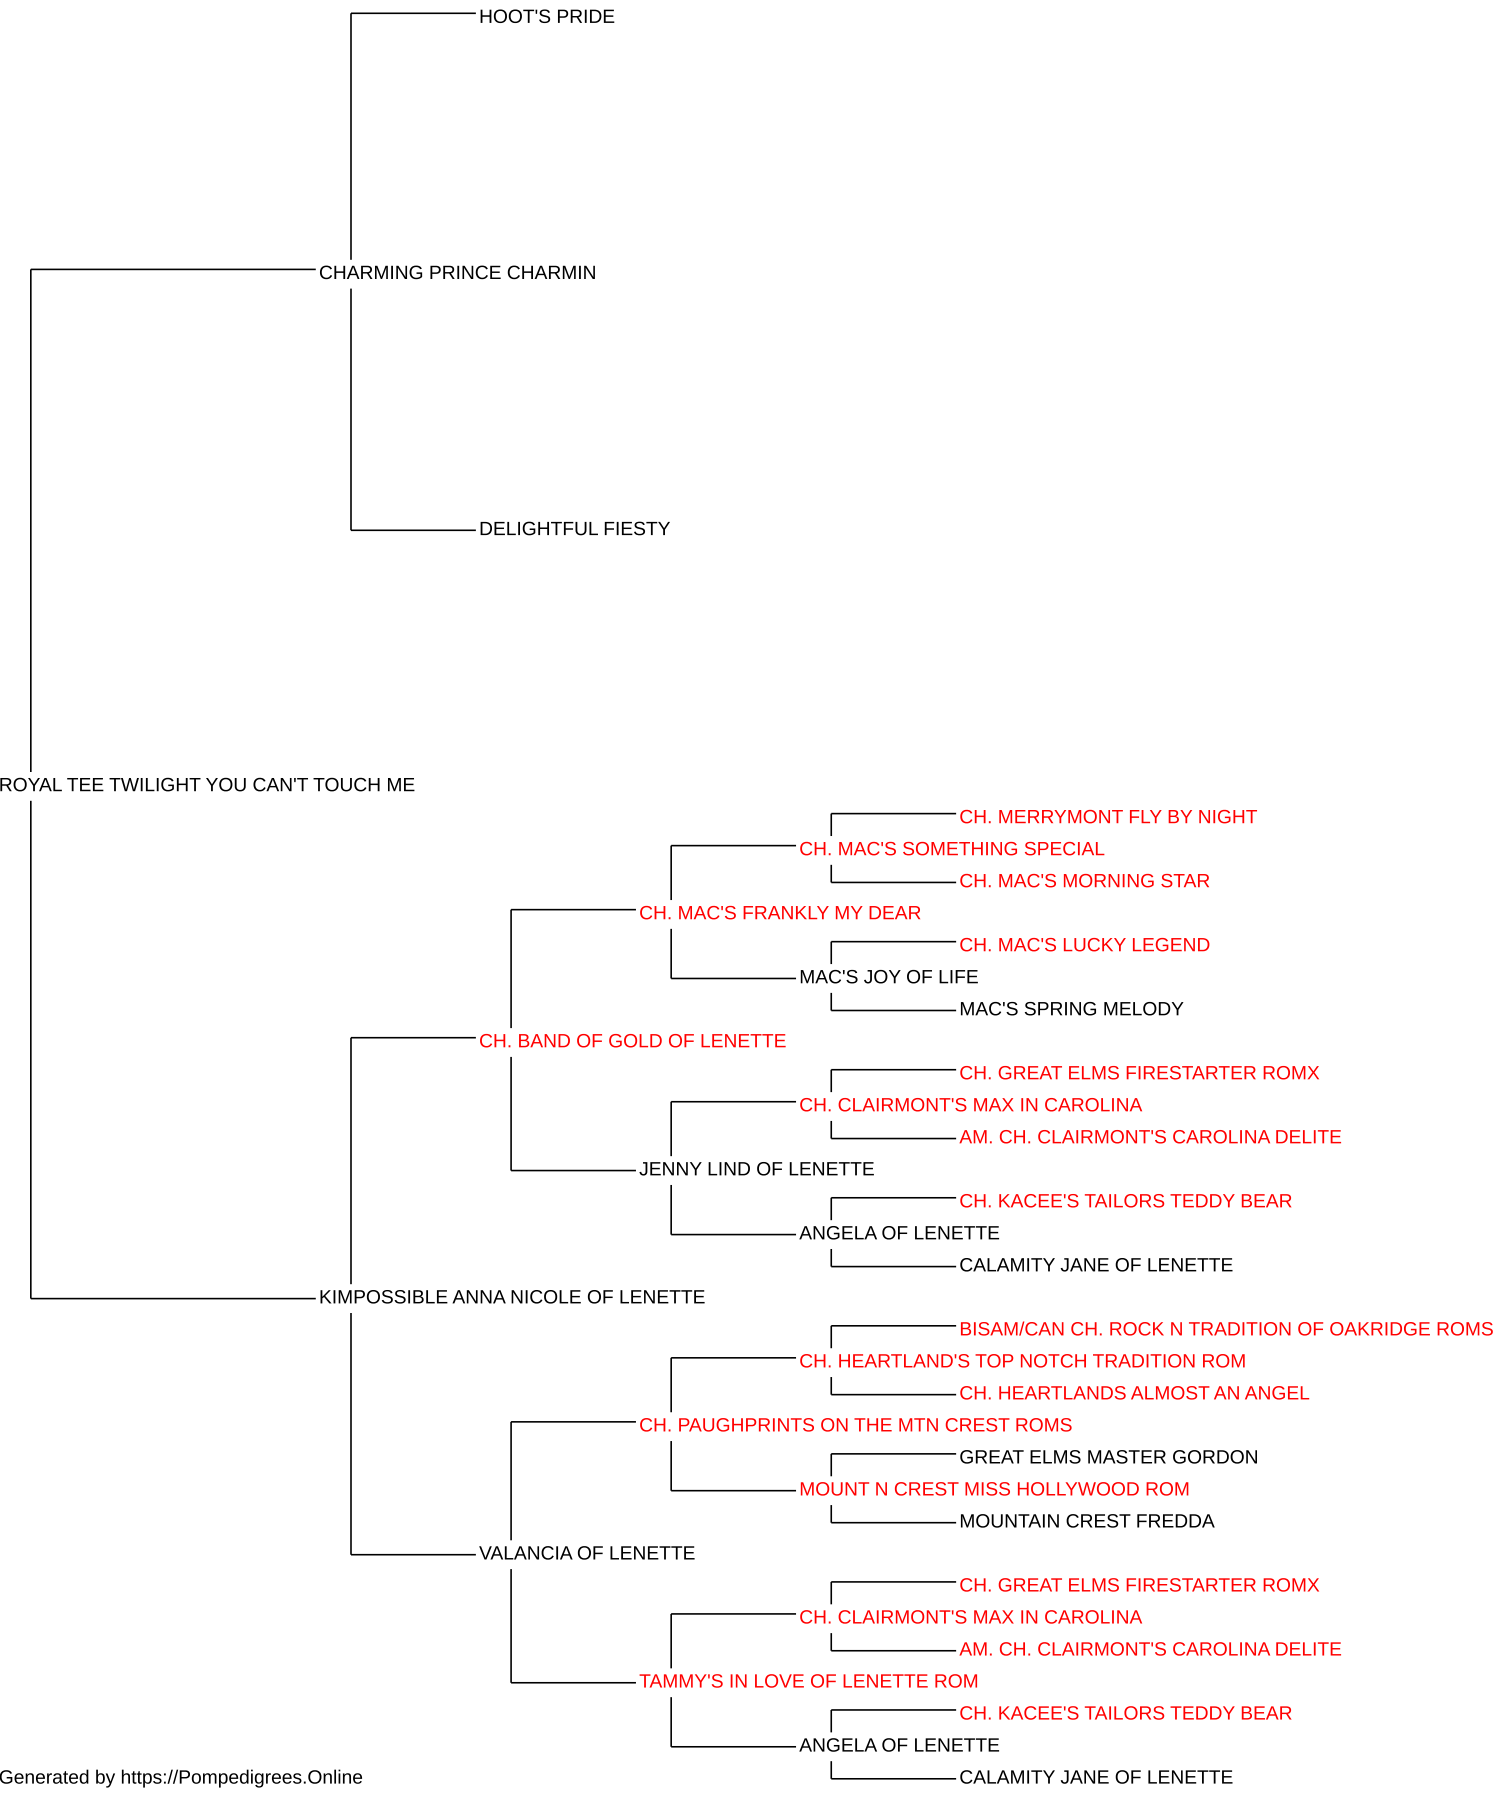 HOOT'S PRIDE
CHARMING PRINCE CHARMIN
DELIGHTFUL FIESTY
ROYAL TEE TWILIGHT YOU CAN'T TOUCH ME
CH. MERRYMONT FLY BY NIGHT
CH. MAC'S SOMETHING SPECIAL
CH. MAC'S MORNING STAR
CH. MAC'S FRANKLY MY DEAR
CH. MAC'S LUCKY LEGEND
MAC'S JOY OF LIFE
MAC'S SPRING MELODY
CH. BAND OF GOLD OF LENETTE
CH. GREAT ELMS FIRESTARTER ROMX
CH. CLAIRMONT'S MAX IN CAROLINA
AM. CH. CLAIRMONT'S CAROLINA DELITE
JENNY LIND OF LENETTE
CH. KACEE'S TAILORS TEDDY BEAR
ANGELA OF LENETTE
CALAMITY JANE OF LENETTE
KIMPOSSIBLE ANNA NICOLE OF LENETTE
BISAM/CAN CH. ROCK N TRADITION OF OAKRIDGE ROMS
CH. HEARTLAND'S TOP NOTCH TRADITION ROM
CH. HEARTLANDS ALMOST AN ANGEL
CH. PAUGHPRINTS ON THE MTN CREST ROMS
GREAT ELMS MASTER GORDON
MOUNT N CREST MISS HOLLYWOOD ROM
MOUNTAIN CREST FREDDA
VALANCIA OF LENETTE
CH. GREAT ELMS FIRESTARTER ROMX
CH. CLAIRMONT'S MAX IN CAROLINA
AM. CH. CLAIRMONT'S CAROLINA DELITE
TAMMY'S IN LOVE OF LENETTE ROM
CH. KACEE'S TAILORS TEDDY BEAR
ANGELA OF LENETTE
CALAMITY JANE OF LENETTE
Generated by https://Pompedigrees.Online